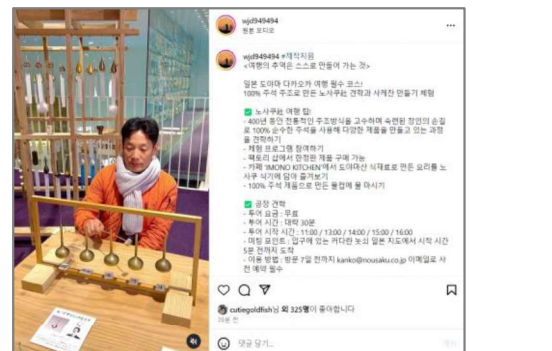 wjd949494
원본 오디오
wjd949494 #제작지원
<여행의 추억은 스스로 만들어 가는 것>
일본 도야마 다카오카 여행 필수 코스!
100% 주석 주조로 만든 노사쿠社 견학과 사케잔 만들기 체험
✅ 노사쿠社 여행 팁!
- 400년 동안 전통적인 주조방식을 고수하며 숙련된 장인의 손길
로 100% 순수한 주석을 사용해 다양한 제품을 만들고 있는 과정
을 견학하기
- 체험 프로그램 참여하기
- 팩토리 샵에서 한정판 제품 구매 가능
- 카페 'IMONO KITCHEN'에서 도야마산 식재료로 만든 요리를 노
사쿠 식기에 담아 즐겨보기
- 100% 주석 제품으로 만든 물컵에 물 마시기
✅ 공장 견학
- 투어 요금 : 무료
- 투어 시간 : 대략 30분
- 투어 시작 시간 : 11:00 / 13:00 / 14:00 / 15:00 / 16:00
- 미팅 포인트 : 입구에 있는 커다란 놋쇠 일본 지도에서 시작 시간
5분 전까지 도착
- 이용 방법 : 방문 7일 전까지 kanko@nousaku.co.jp 이메일로 사
전 예약 필수
cutiegoldfish님 외 325명이 좋아합니다
댓글 달기...